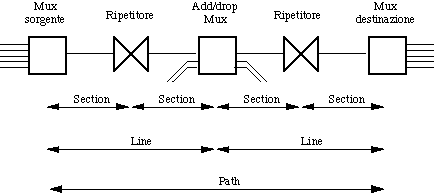 Mux
sorgente
Ripetitore
Add/drop
Mux
Ripetitore
Mux
destinazione
Section
Section
Section
Section
Line
Line
Path